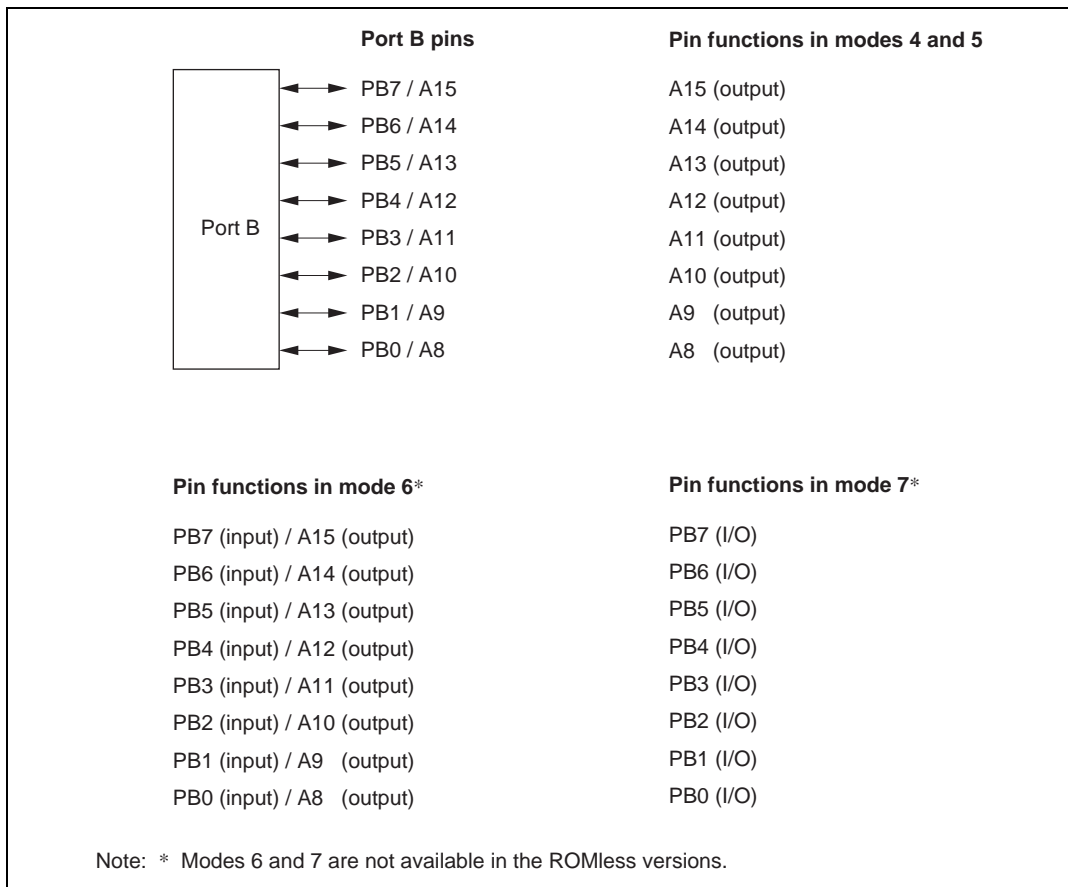 Port B pins Pin functions in modes 4 and 5
PB7 / A15 A15 (output)
PB6 / A14 A14 (output)
PB5 / A13 A13 (output)
PB4 / A12 A12 (output)
Port B
PB3 / A11 A11 (output)
PB2 / A10 A10 (output)
PB1 / A9 A9 (output)
PB0 / A8 A8 (output)
Pin functions in mode 6* Pin functions in mode 7*
PB7 (input) / A15 (output) PB7 (I/O)
PB6 (input) / A14 (output) PB6 (I/O)
PB5 (input) / A13 (output) PB5 (I/O)
PB4 (input) / A12 (output) PB4 (I/O)
PB3 (input) / A11 (output) PB3 (I/O)
PB2 (input) / A10 (output) PB2 (I/O)
PB1 (input) / A9 (output) PB1 (I/O)
PB0 (input) / A8 (output) PB0 (I/O)
Note: * Modes 6 and 7 are not available in the ROMless versions.